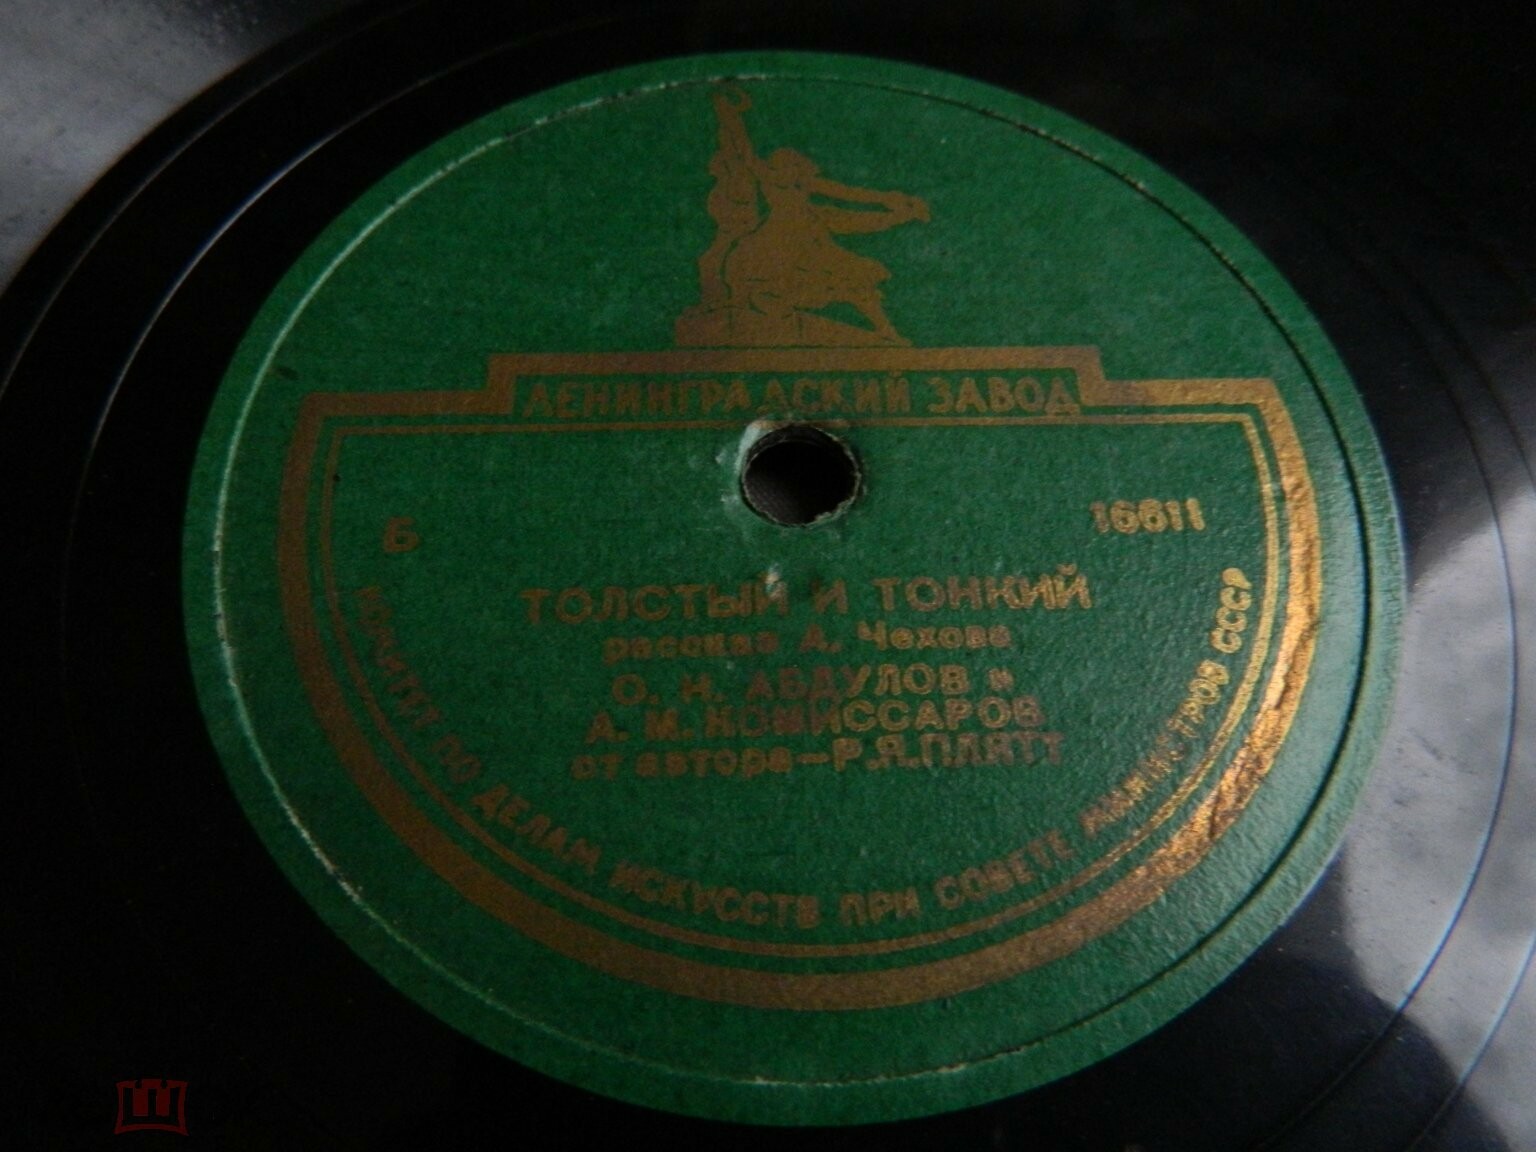 ЛЕНИНГРАДСКИЙ ЗАВОД
Б 16611
ТОЛСТЫЙ И ТОНКИЙ
рассказ А. Чехова
О. Н. АБДУЛОВ и
А. М. КОМИССАРОВ
от автора—Р.Я.ПЛЯТТ
КОМИТЕТ ПО ДЕЛАМ ИСКУССТВ ПРИ СОВЕТЕ МИНИСТРОВ СССР